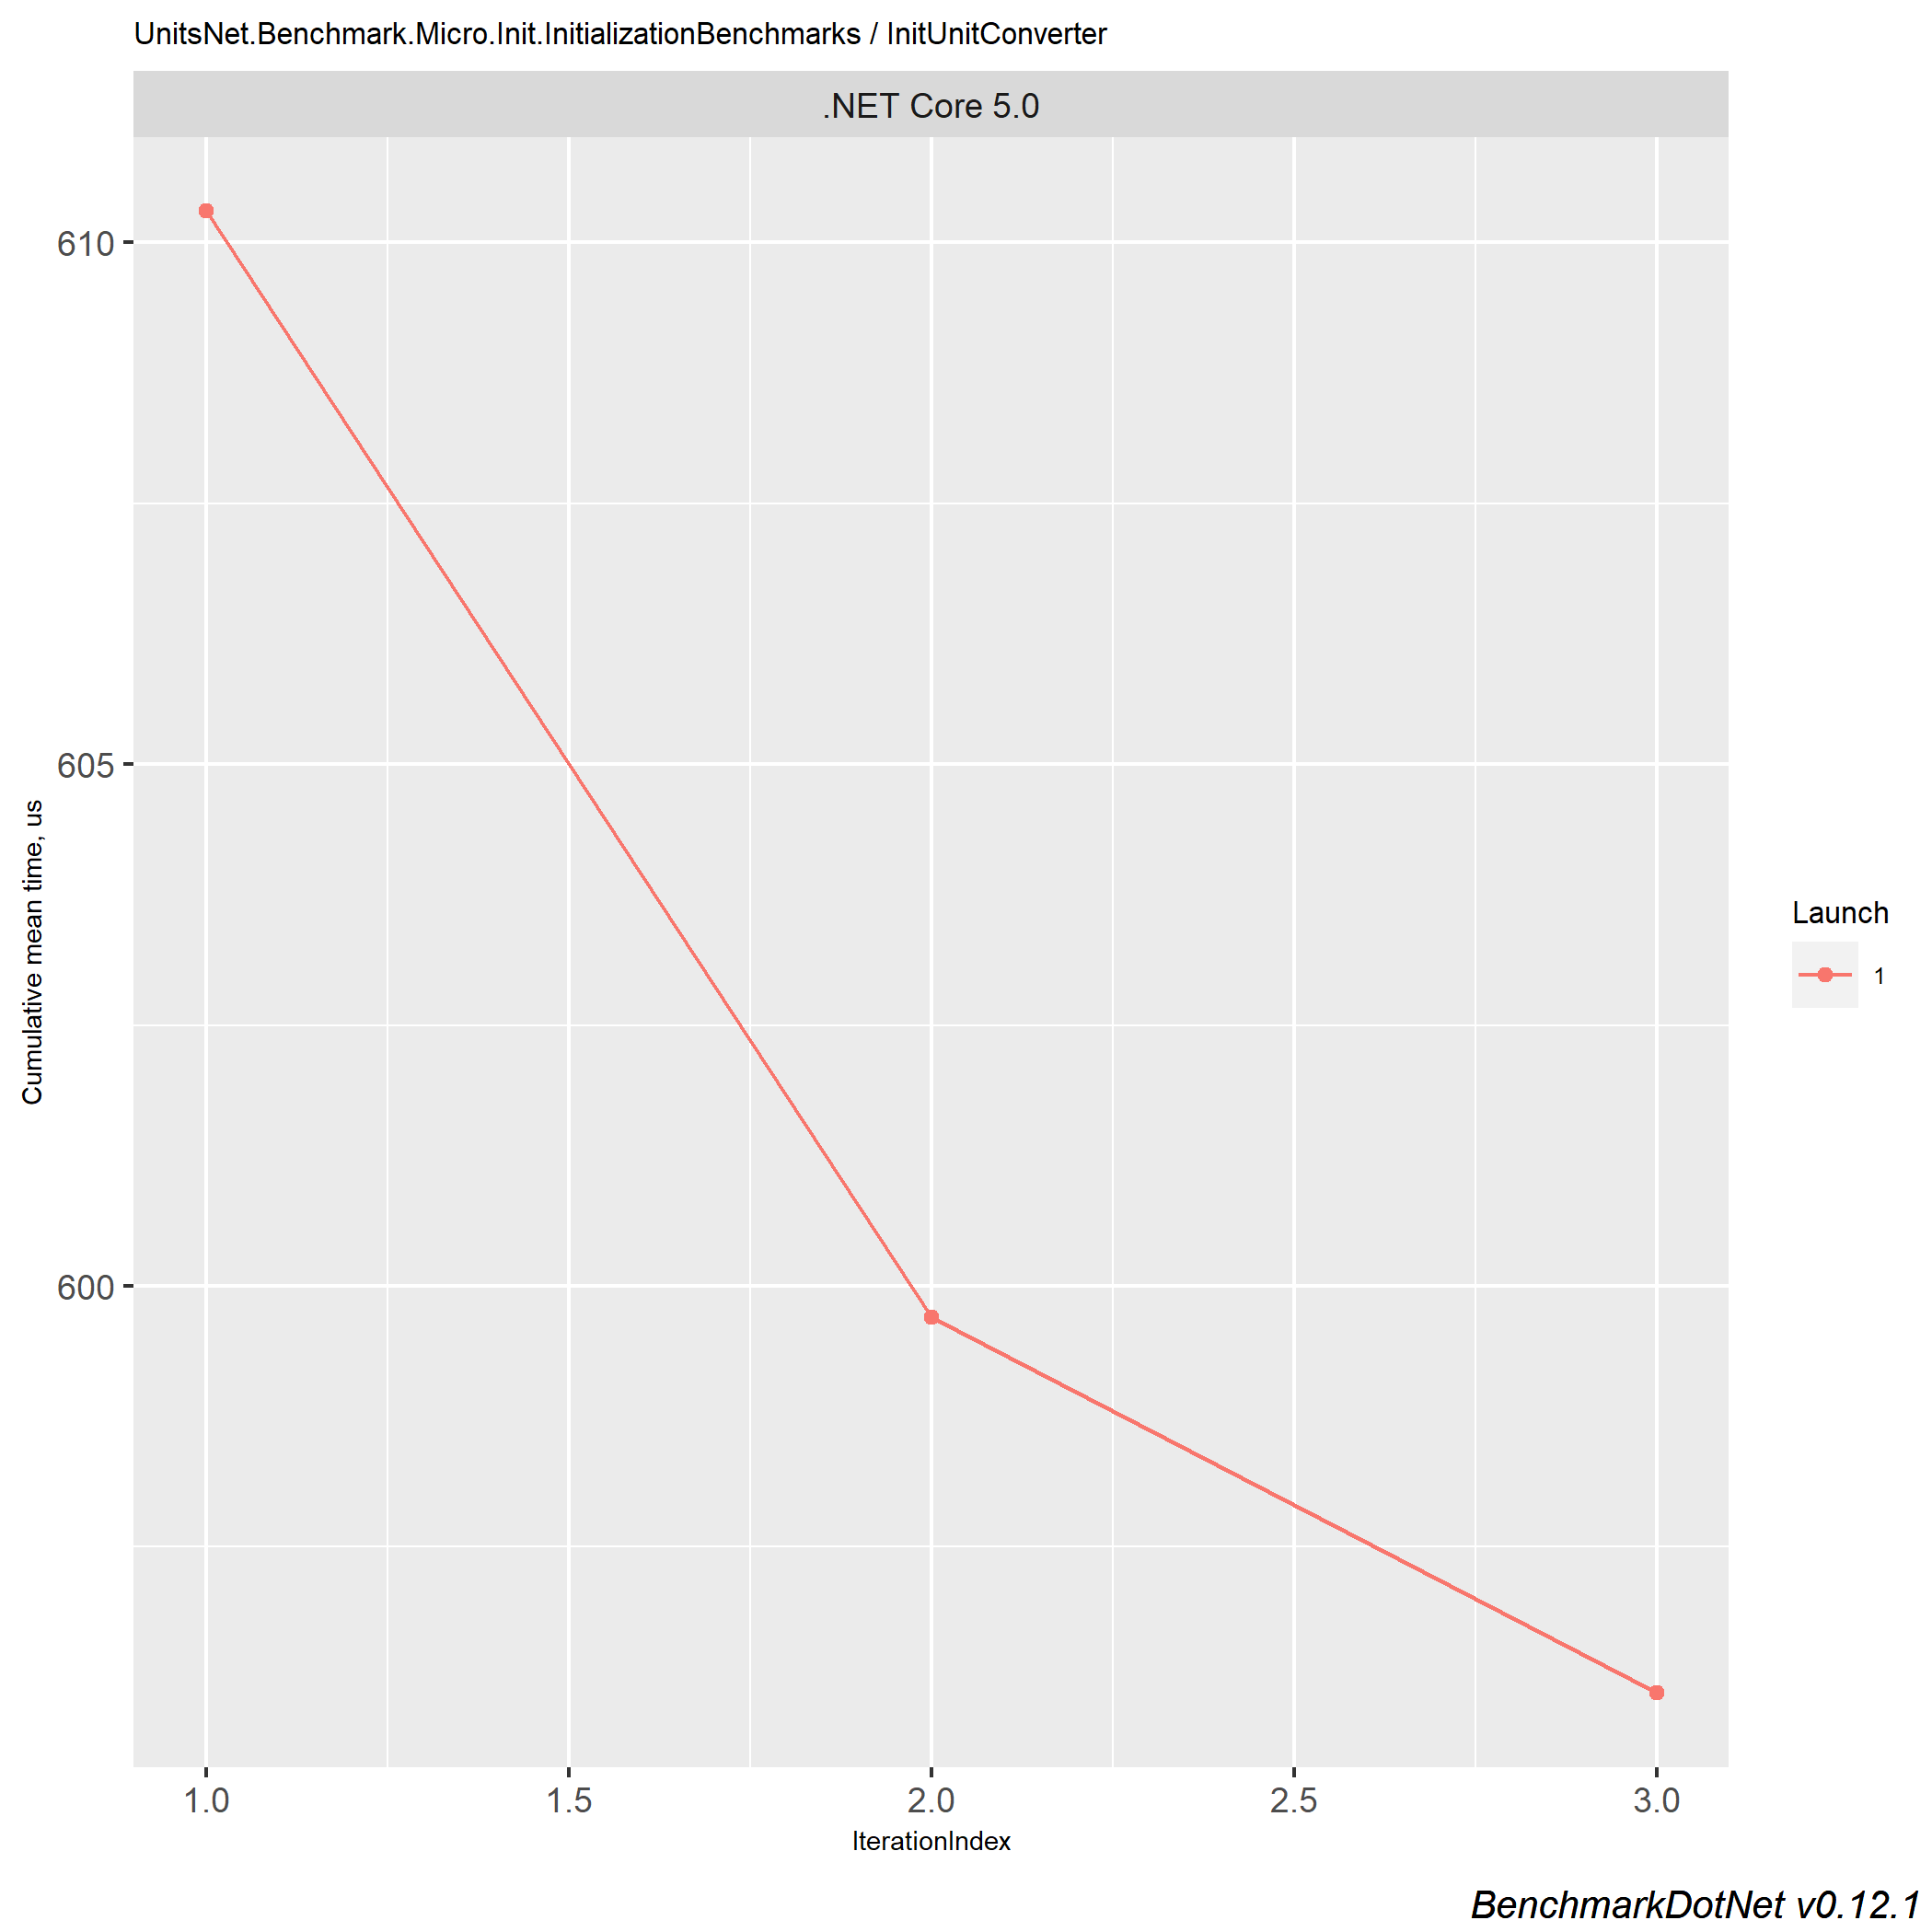 UnitsNet.Benchmark.Micro.Init.InitializationBenchmarks / InitUnitConverter
.NET Core 5.0
610
605
600
Cumulative mean time, us
1.0 1.5 2.0 2.5 3.0
IterationIndex
Launch
1
BenchmarkDotNet v0.12.1